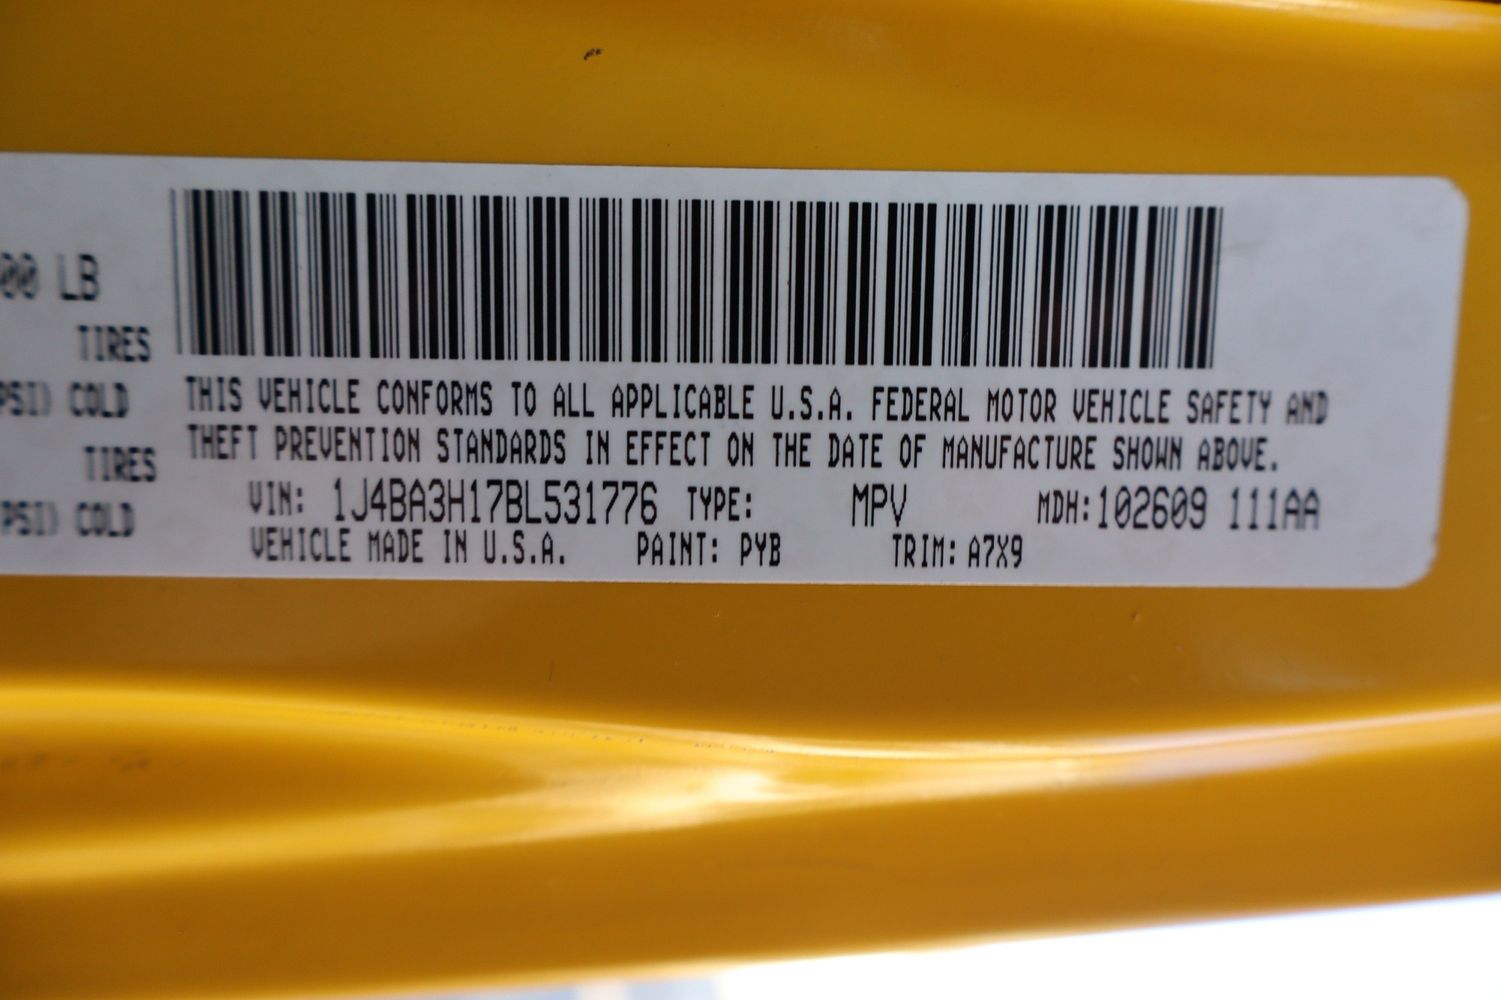 00 LB
TIRES
PSI) COLD
TIRES
PSI) COLD
THIS VEHICLE CONFORMS TO ALL APPLICABLE U.S.A. FEDERAL MOTOR VEHICLE SAFETY AND
THEFT PREVENTION STANDARDS IN EFFECT ON THE DATE OF MANUFACTURE SHOWN ABOVE.
VIN: 1J4BA3H17BL531776 TYPE: MPV MDH: 102609 111AA
VEHICLE MADE IN U.S.A. PAINT: PYB TRIM: A7X9